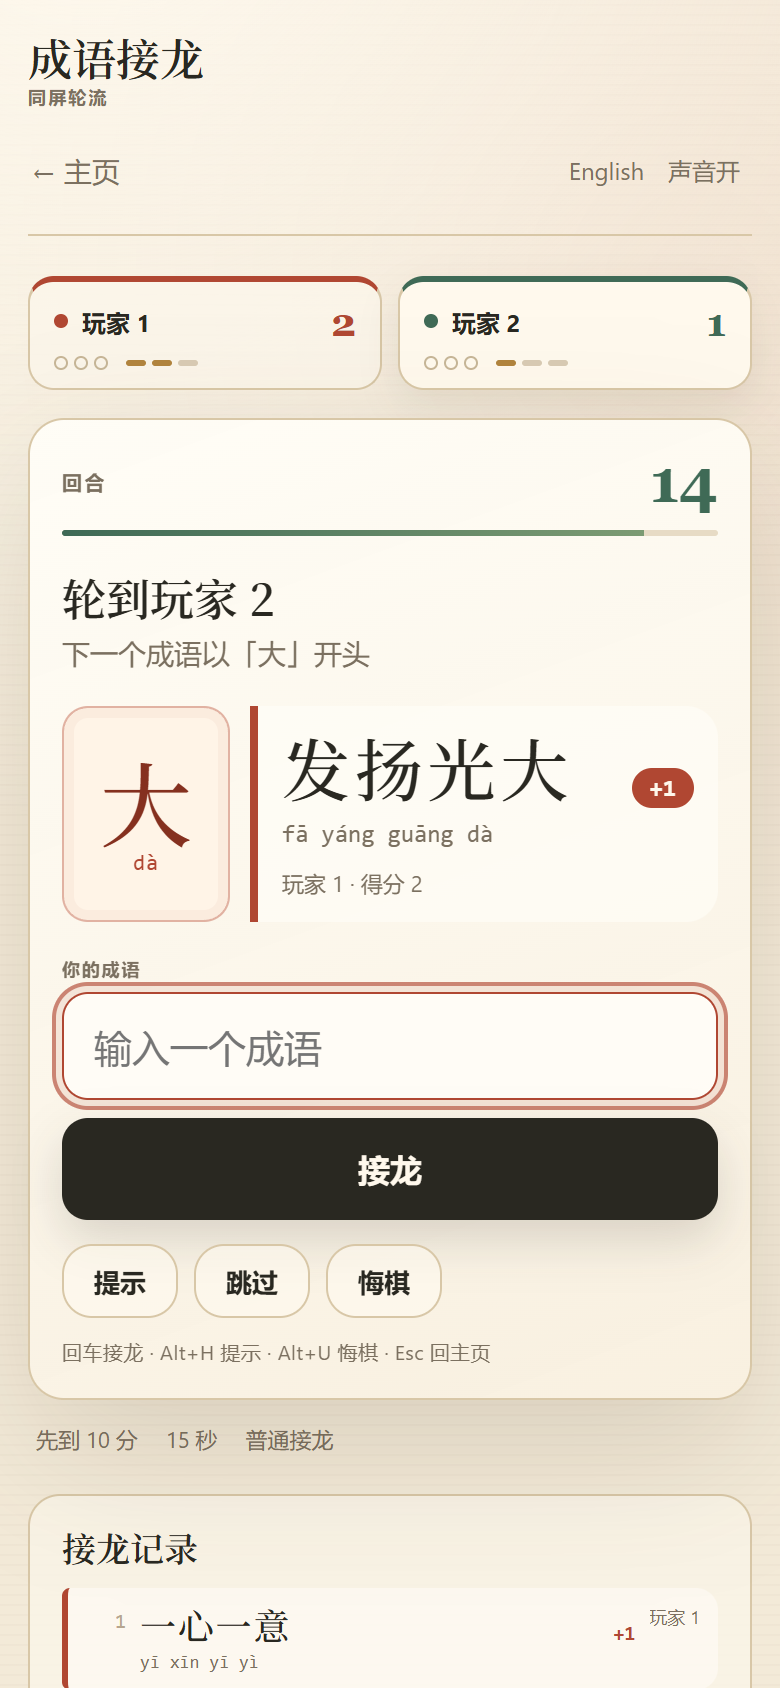 成语接龙
同屏轮流
← 主页
English 声音开
玩家 1 2
玩家 2 1
回合 14
轮到玩家 2
下一个成语以「大」开头
大
dà
发扬光大
fā yáng guāng dà
玩家 1 · 得分 2
+1
你的成语
输入一个成语
接龙
提示 跳过 悔棋
回车接龙 · Alt+H 提示 · Alt+U 悔棋 · Esc 回主页
先到 10 分 15 秒 普通接龙
接龙记录
1 一心一意 +1 玩家 1
yī xīn yī yì